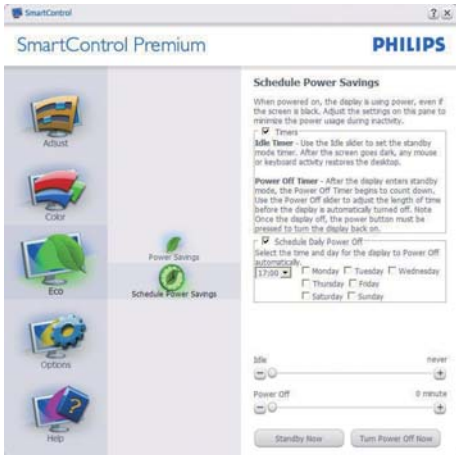 SmartControl
SmartControl Premium
PHILIPS
Adjust
Color
Eco
Options
Help
Power Savings
Schedule Power Savings
Schedule Power Savings
When powered on, the display is using power, even if
the screen is black. Adjust the settings on this pane to
minimize the power usage during inactivity.
Timers
Idle Timer - Use the Idle slider to set the standby
mode timer. After the screen goes dark, any mouse
or keyboard activity restores the desktop.
Power Off Timer - After the display enters standby
mode, the Power Off Timer begins to count down.
Use the Power Off slider to adjust the length of time
before the display is automatically turned off. Note
Once the display off, the power button must be
pressed to turn the display back on.
Schedule Daily Power Off
Select the time and day for the display to Power Off
automatically.
17:00 Monday Tuesday Wednesday
Thursday Friday
Saturday Sunday
Idle never
Power Off 0 minute
Standby Now Turn Power Off Now